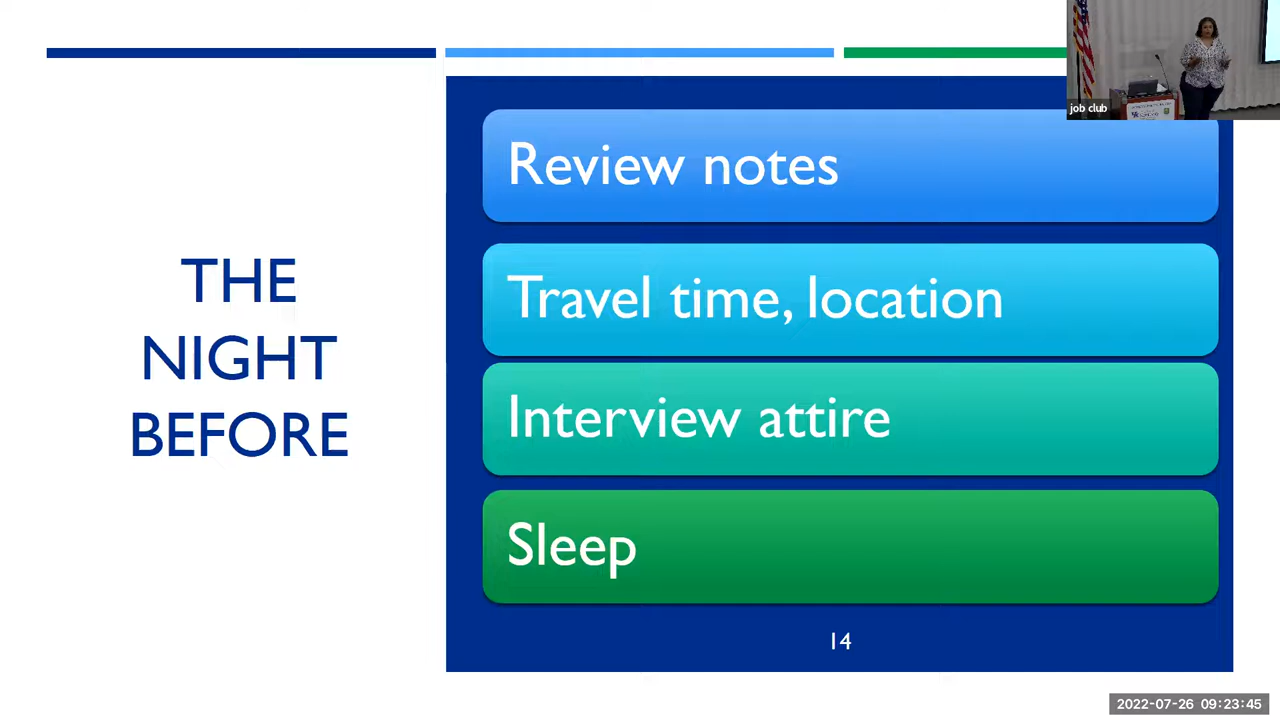 THE
NIGHT
BEFORE
Review notes
Travel time, location
Interview attire
Sleep
14
job club
2022-07-26 09:23:45